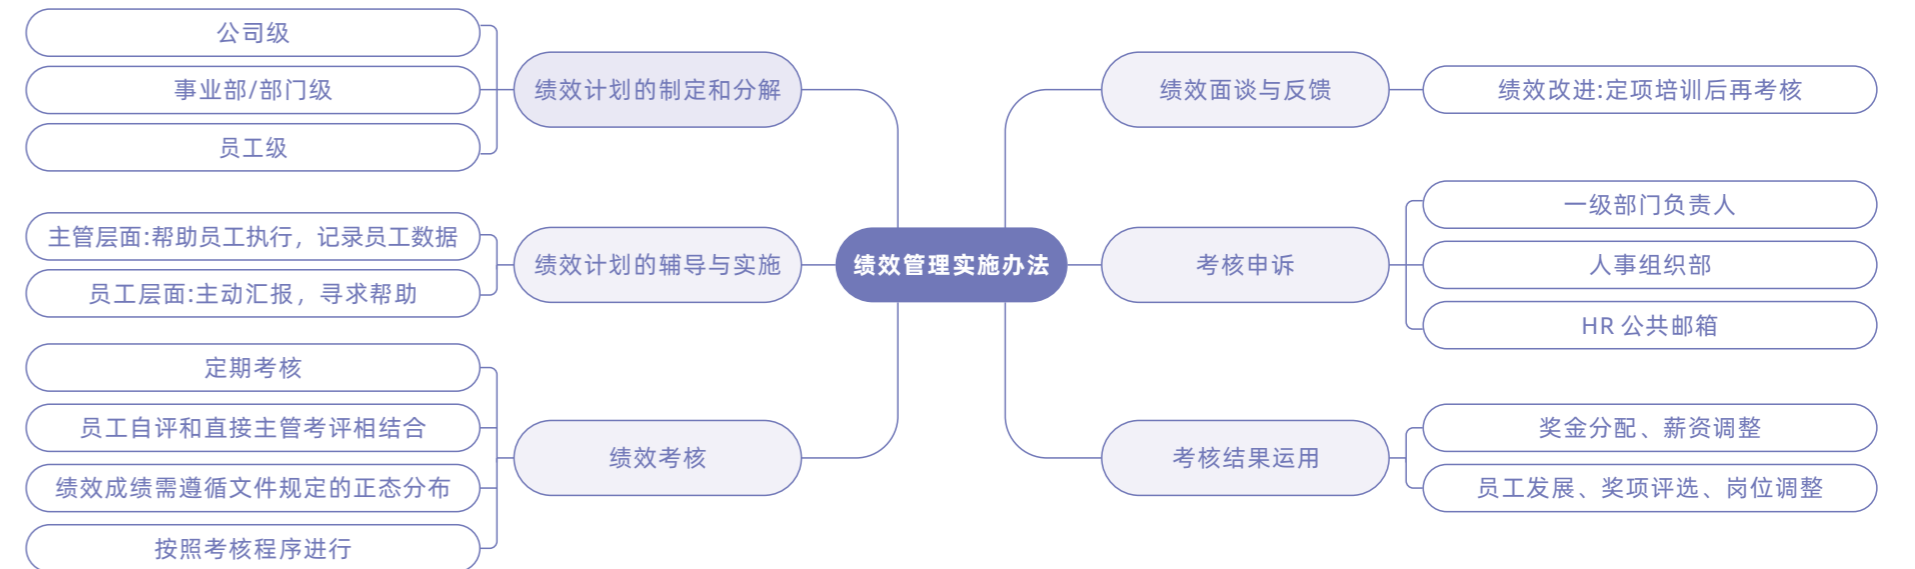 公司级
事业部/部门级
员工级
绩效计划的制定和分解
主管层面:帮助员工执行，记录员工数据
员工层面:主动汇报，寻求帮助
绩效计划的辅导与实施
定期考核
员工自评和直接主管考评相结合
绩效成绩需遵循文件规定的正态分布
按照考核程序进行
绩效考核
绩效管理实施办法
绩效面谈与反馈
绩效改进:定项培训后再考核
考核申诉
一级部门负责人
人事组织部
HR 公共邮箱
考核结果运用
奖金分配、薪资调整
员工发展、奖项评选、岗位调整